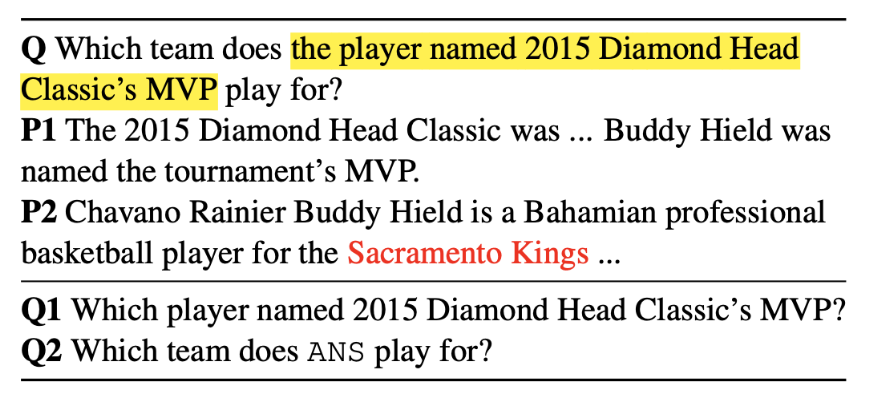 Q Which team does the player named 2015 Diamond Head
Classic’s MVP play for?
P1 The 2015 Diamond Head Classic was ... Buddy Hield was
named the tournament’s MVP.
P2 Chavano Rainier Buddy Hield is a Bahamian professional
basketball player for the Sacramento Kings ...
Q1 Which player named 2015 Diamond Head Classic’s MVP?
Q2 Which team does ANS play for?